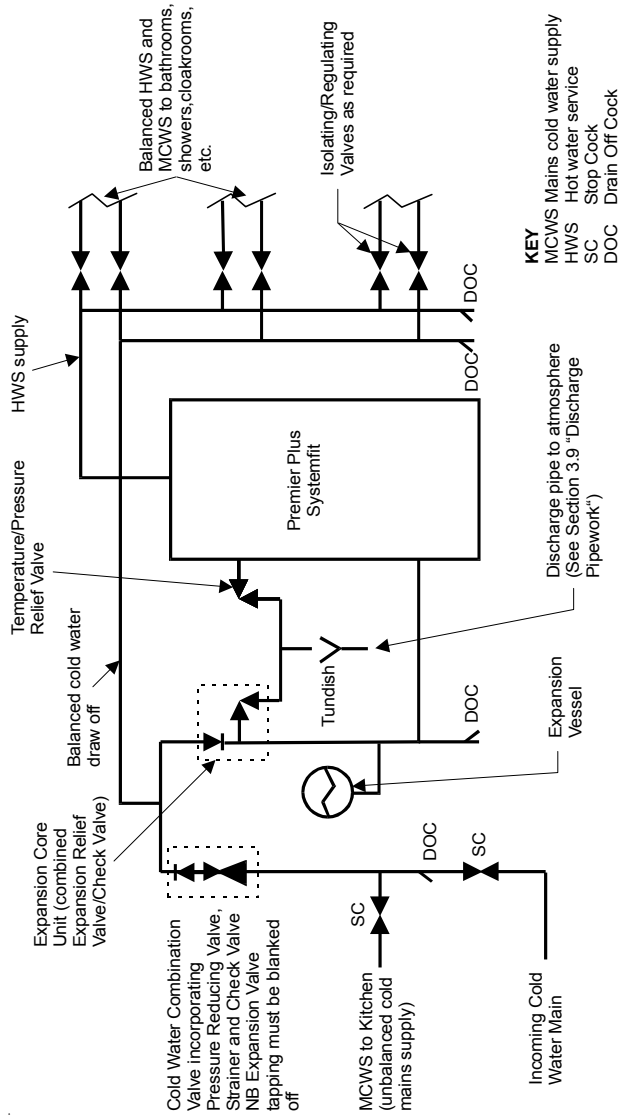 Temperature/Pressure
Relief Valve
HWS supply
Balanced HWS and
MCWS to bathrooms,
showers,cloakrooms,
etc.
Balanced cold water
draw off
Expansion Core
Unit (combined
Expansion Relief
Valve/Check Valve)
Cold Water Combination
Valve incorporating
Pressure Reducing Valve,
Strainer and Check Valve
NB Expansion Valve
tapping must be blanked
off
Premier Plus
Systemfit
Isolating/Regulating
Valves as required
Tundish
SC
DOC
SC
DOC
DOC
DOC
MCWS to Kitchen
(unbalanced cold
mains supply)
Incoming Cold
Water Main
Expansion
Vessel
Discharge pipe to atmosphere
(See Section 3.9 "Discharge
Pipework")
KEY
MCWS Mains cold water supply
HWS Hot water service
SC Stop Cock
DOC Drain Off Cock